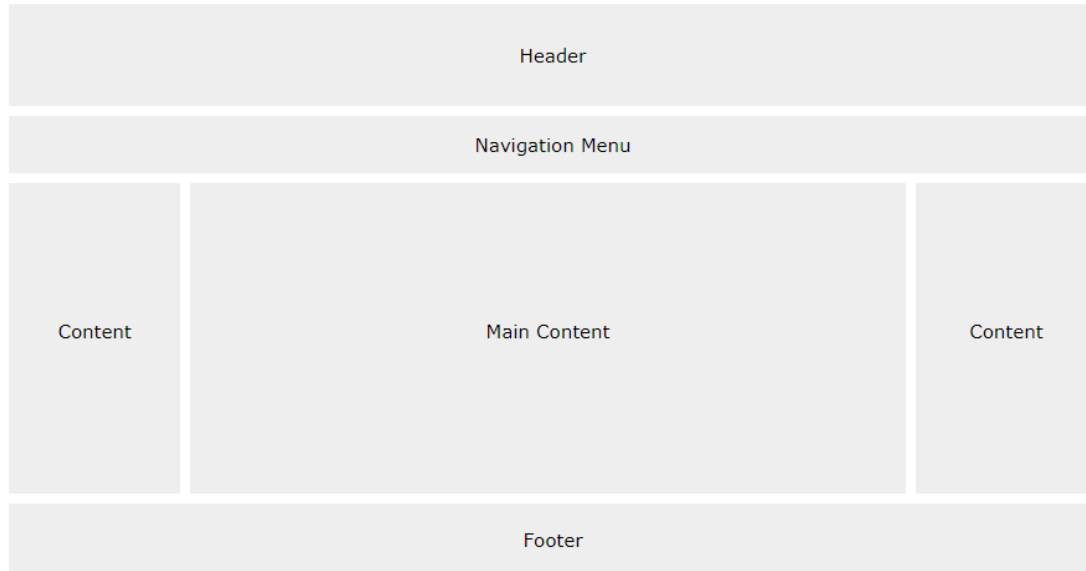 Header
Navigation Menu
Content
Main Content
Content
Footer